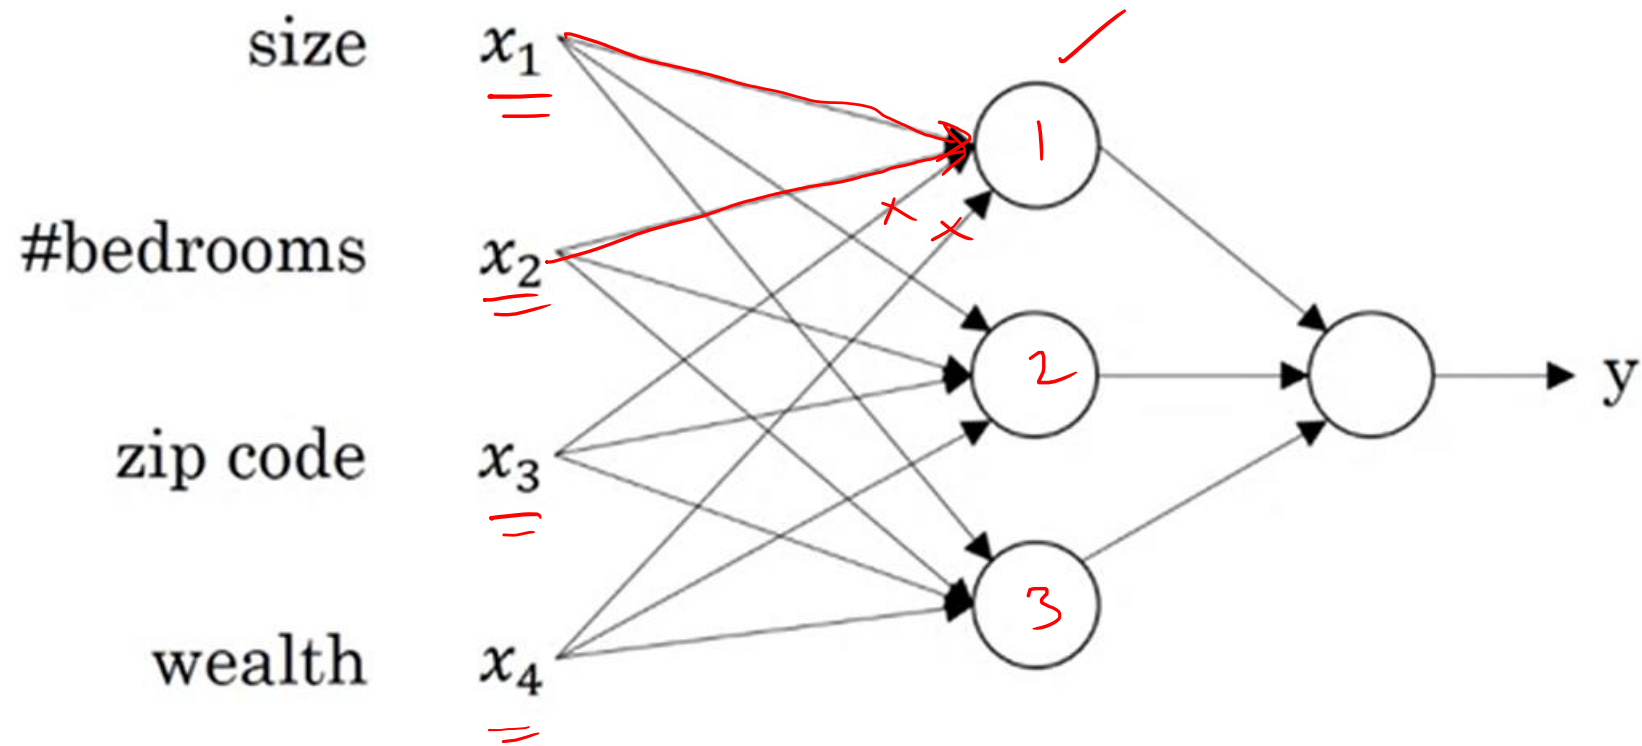 size x₁
1
#bedrooms x₂
2 y
zip code x₃
3
wealth x₄